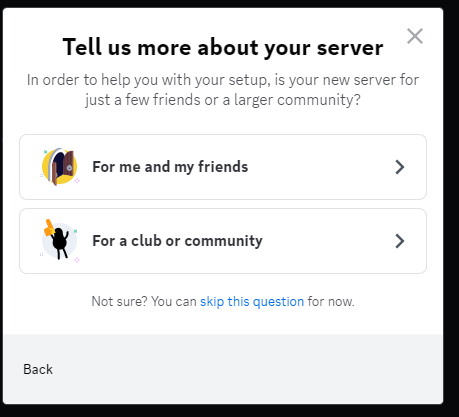 Tell us more about your server
In order to help you with your setup, is your new server for
just a few friends or a larger community?
For me and my friends
For a club or community
Not sure? You can skip this question for now.
Back